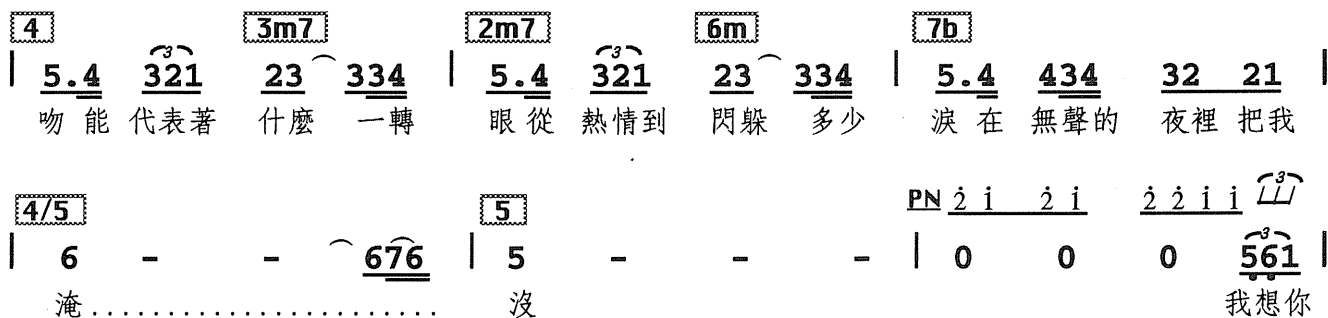 4 3m7 2m7 6m 7b
| 5.4 321 23 334 | 5.4 321 23 334 | 5.4 434 32 21 |
吻能 代表著 什麼 一轉 眼從 熱情到 閃躲 多少 淚在 無聲的 夜裡 把我
4/5 5 PN 2̇ 1̇ 2̇ 1̇ 2̇ 2̇ 1̇ 1̇ 3
| 6 - - 676 | 5 - - - | 0 0 0 561 |
淹........................ 沒 我想你